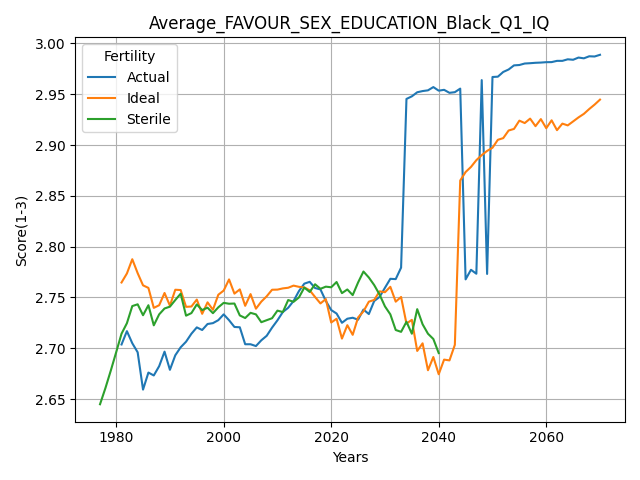 Average_FAVOUR_SEX_EDUCATION_Black_Q1_IQ
3.00
2.95
2.90
2.85
2.80
2.75
2.70
2.65
Score(1-3)
Fertility
Actual
Ideal
Sterile
1980
2000
2020
2040
2060
Years